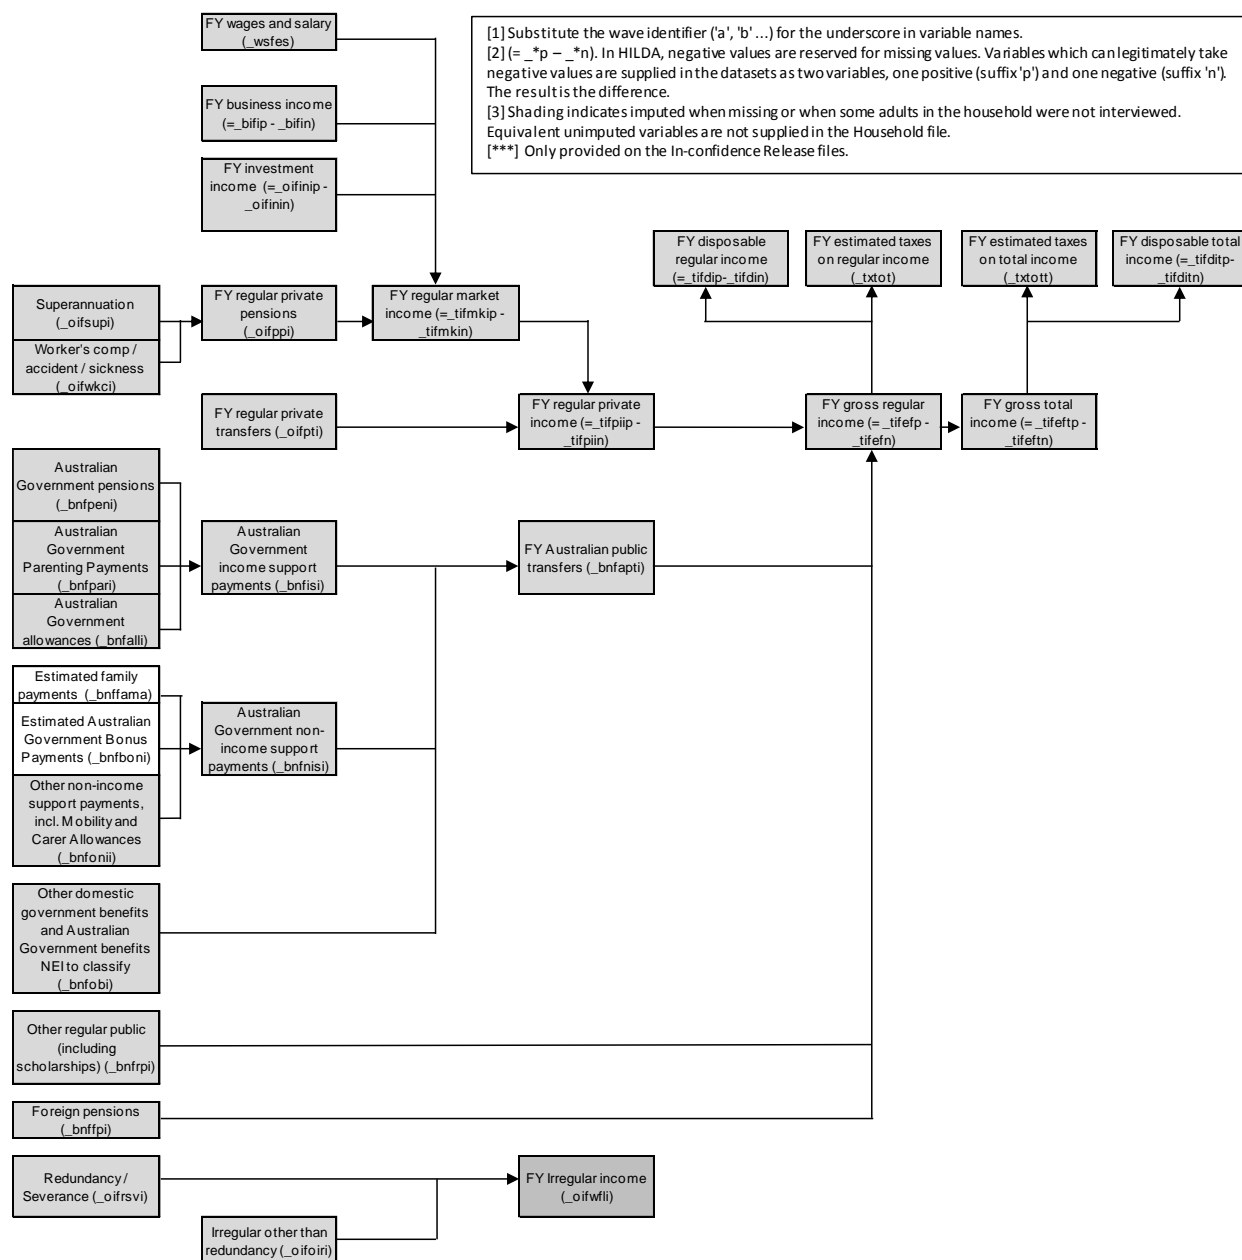 FY wages and salary
(_wsfes)
[1] Substitute the wave identifier ('a', 'b' ...) for the underscore in variable names.
[2] (= _*p – _*n). In HILDA, negative values are reserved for missing values. Variables which can legitimately take
negative values are supplied in the datasets as two variables, one positive (suffix 'p') and one negative (suffix 'n').
The result is the difference.
[3] Shading indicates imputed when missing or when some adults in the household were not interviewed.
Equivalent unimputed variables are not supplied in the Household file.
[***] Only provided on the In-confidence Release files.
FY business income
(=_bifip - _bifin)
FY investment
income (=_oifinip -
_oifinin)
FY disposable
regular income
(=_tifdip-_tifdin)
FY estimated taxes
on regular income
(_txtot)
FY estimated taxes
on total income
(_txtott)
FY disposable total
income (=_tifditp-
_tifditn)
Superannuation
(_oifsupi)
Worker's comp /
accident / sickness
(_oifwkci)
FY regular private
pensions
(_oifppi)
FY regular market
income (=_tifmkip -
_tifmkin)
FY regular private
transfers (_oifpti)
FY regular private
income (=_tifpiip -
_tifpiin)
FY gross regular
income (= _tifefp -
_tifefn)
FY gross total
income (= _tifeftp -
_tifeftn)
Australian
Government pensions
(_bnfpeni)
Australian
Government
Parenting Payments
(_bnfpari)
Australian
Government
allowances (_bnfalli)
Australian
Government
income support
payments (_bnfisi)
FY Australian public
transfers (_bnfapti)
Estimated family
payments (_bnffama)
Estimated Australian
Government Bonus
Payments (_bnfboni)
Other non-income
support payments,
incl. Mobility and
Carer Allowances
(_bnfonii)
Australian
Government non-
income support
payments (_bnfnisi)
Other domestic
government benefits
and Australian
Government benefits
NEI to classify
(_bnfobi)
Other regular public
(including
scholarships) (_bnfrpi)
Foreign pensions
(_bnffpi)
Redundancy /
Severance (_oifrsvi)
FY Irregular income
(_oifwfli)
Irregular other than
redundancy (_oifoiri)